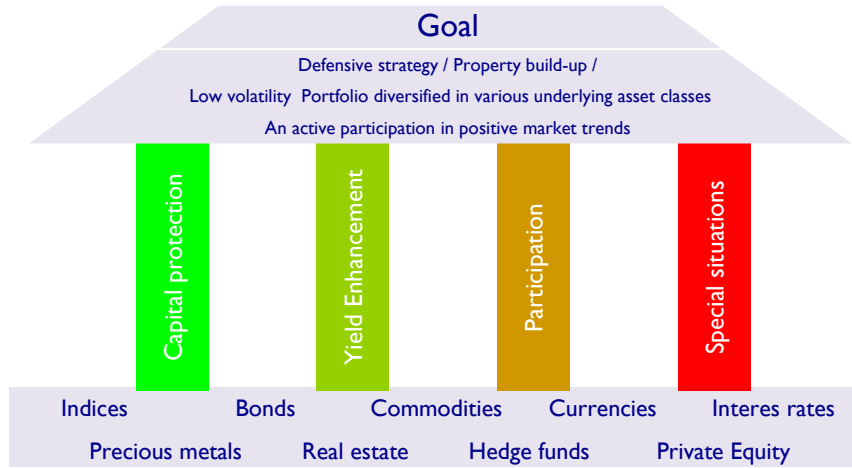 Goal
Defensive strategy / Property build-up /
Low volatility Portfolio diversified in various underlying asset classes
An active participation in positive market trends
Capital protection
Yield Enhancement
Participation
Special situations
Indices Bonds Commodities Currencies Interes rates
Precious metals Real estate Hedge funds Private Equity